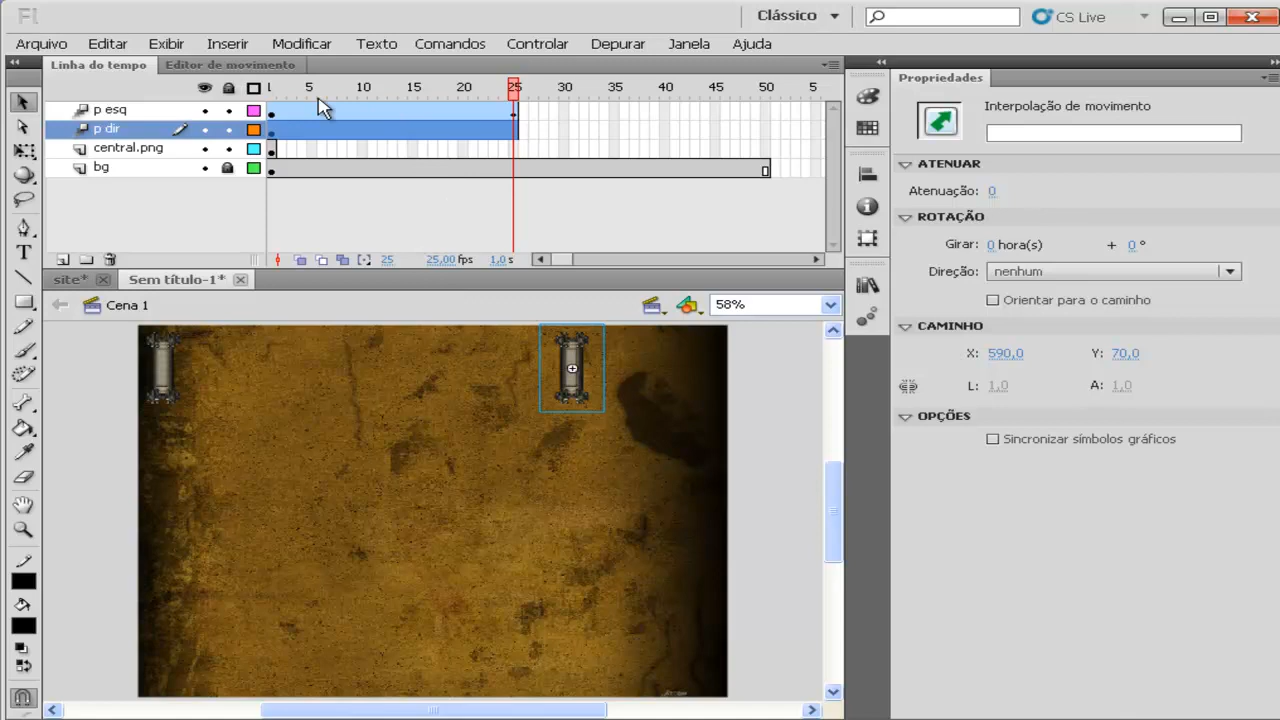 Fl
Clássico
CS Live
Arquivo Editar Exibir Inserir Modificar Texto Comandos Controlar Depurar Janela Ajuda
Linha do tempo Editor de movimento
1 5 10 15 20 25 30 35 40 45 50 5
p esq
p dir
central.png
bg
25 25,00 fps 1,0 s
site* Sem título-1*
Cena 1
58%
Propriedades
Interpolação de movimento
ATENUAR
Atenuação: 0
ROTAÇÃO
Girar: 0 hora(s) + 0 °
Direção: nenhum
Orientar para o caminho
CAMINHO
X: 590,0 Y: 70,0
L: 1,0 A: 1,0
OPÇÕES
Sincronizar símbolos gráficos